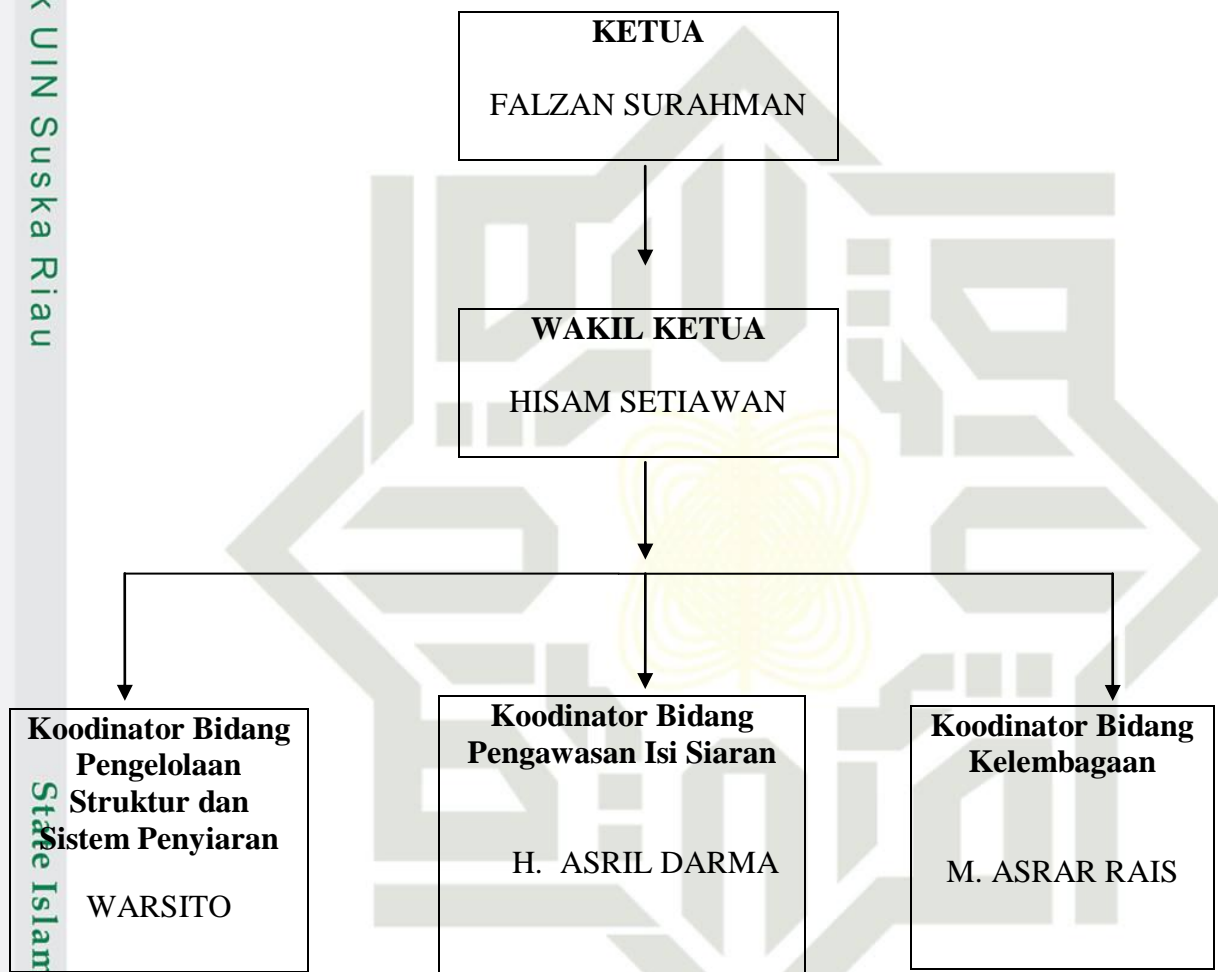 KETUA
FALZAN SURAHMAN
WAKIL KETUA
HISAM SETIAWAN
Koodinator Bidang
Pengelolaan
Struktur dan
Sistem Penyiaran
WARSITO
Koodinator Bidang
Pengawasan Isi Siaran
H. ASRIL DARMA
Koodinator Bidang
Kelembagaan
M. ASRAR RAIS
UIN Suska Riau
State Islam